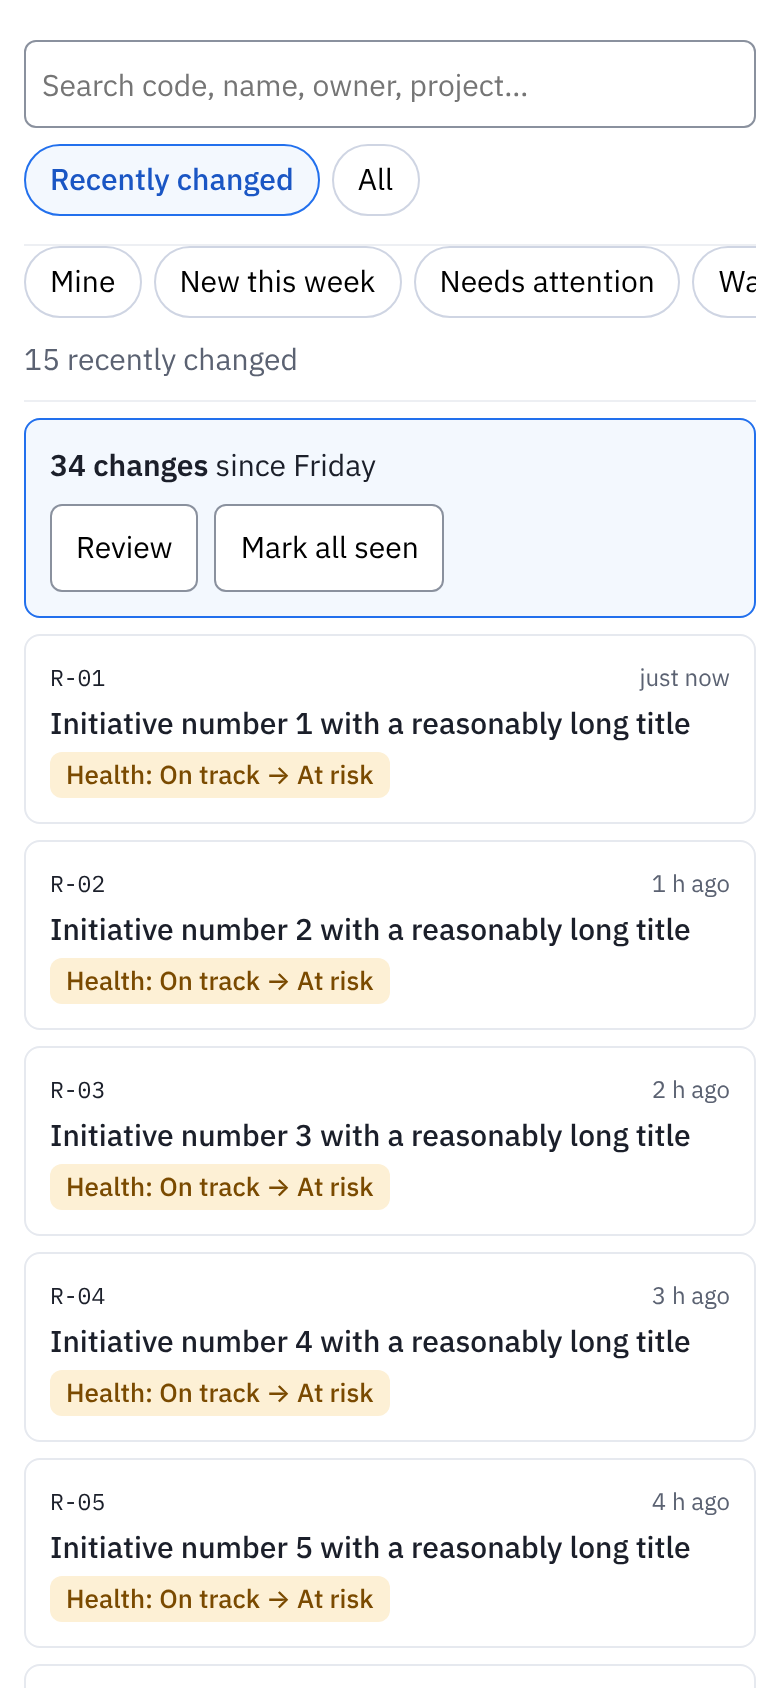 Search code, name, owner, project...
Recently changed All
Mine New this week Needs attention Wa
15 recently changed
34 changes since Friday
Review Mark all seen
R-01 just now
Initiative number 1 with a reasonably long title
Health: On track → At risk
R-02 1 h ago
Initiative number 2 with a reasonably long title
Health: On track → At risk
R-03 2 h ago
Initiative number 3 with a reasonably long title
Health: On track → At risk
R-04 3 h ago
Initiative number 4 with a reasonably long title
Health: On track → At risk
R-05 4 h ago
Initiative number 5 with a reasonably long title
Health: On track → At risk